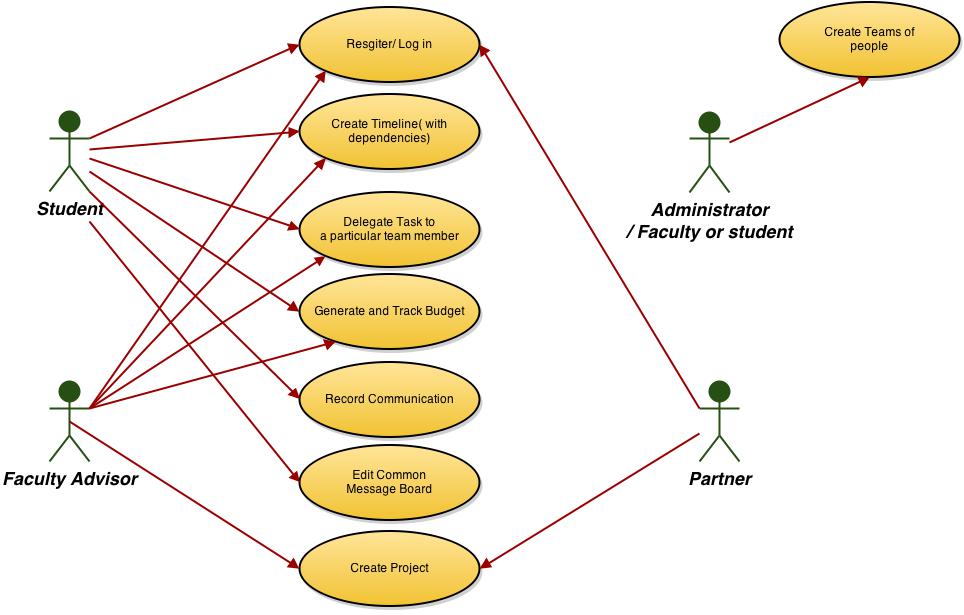 Resgiter/ Log in
Create Teams of
people
Create Timeline( with
dependencies)
Student
Administrator
/ Faculty or student
Delegate Task to
a particular team member
Generate and Track Budget
Record Communication
Faculty Advisor
Edit Common
Message Board
Partner
Create Project